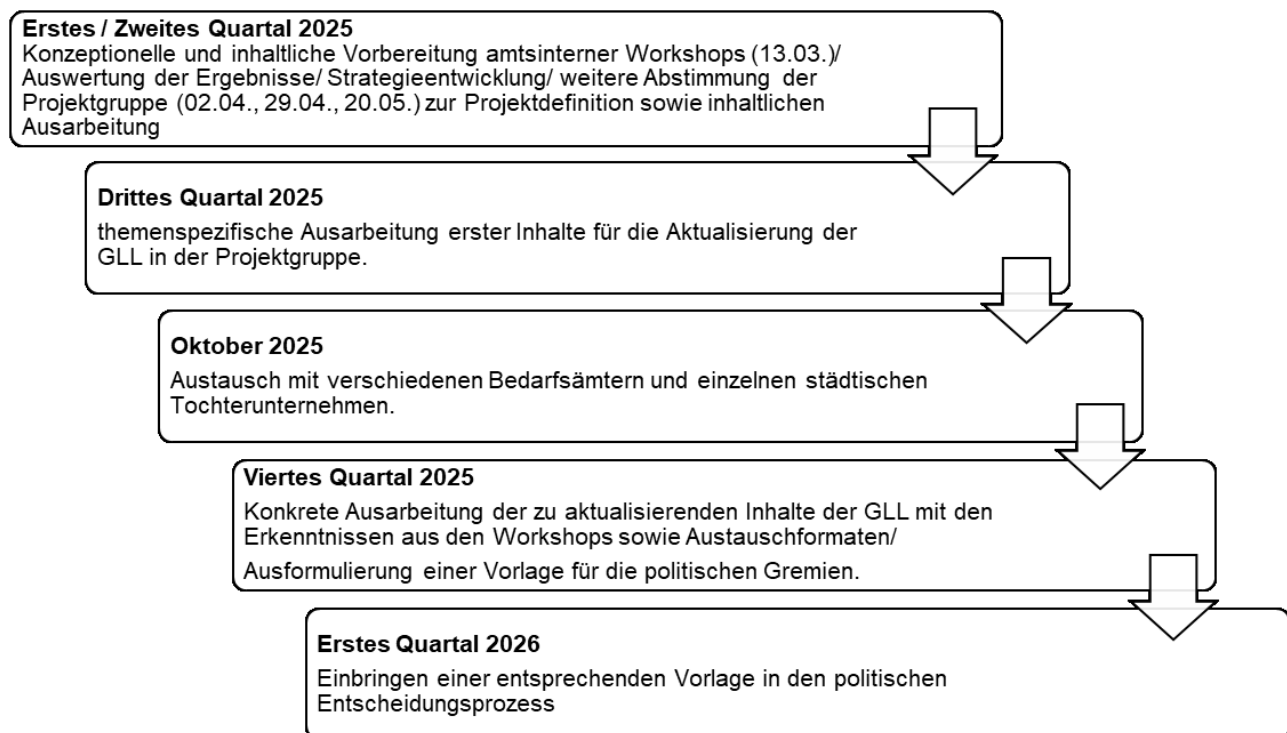 Erstes / Zweites Quartal 2025
Konzeptionelle und inhaltliche Vorbereitung amtsinterner Workshops (13.03.)/
Auswertung der Ergebnisse/ Strategieentwicklung/ weitere Abstimmung der
Projektgruppe (02.04., 29.04., 20.05.) zur Projektdefinition sowie inhaltlichen
Ausarbeitung
Drittes Quartal 2025
themenspezifische Ausarbeitung erster Inhalte für die Aktualisierung der
GLL in der Projektgruppe.
Oktober 2025
Austausch mit verschiedenen Bedarfsämtern und einzelnen städtischen
Tochterunternehmen.
Viertes Quartal 2025
Konkrete Ausarbeitung der zu aktualisierenden Inhalte der GLL mit den
Erkenntnissen aus den Workshops sowie Austauschformaten/
Ausformulierung einer Vorlage für die politischen Gremien.
Erstes Quartal 2026
Einbringen einer entsprechenden Vorlage in den politischen
Entscheidungsprozess